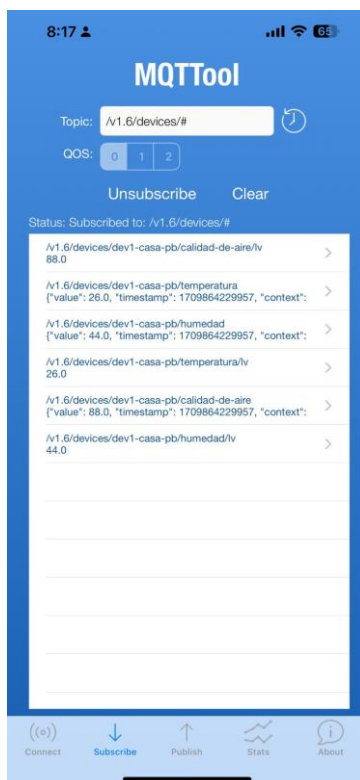 8:17
65
MQTTool
Topic: /v1.6/devices/#
QOS: 0 1 2
Unsubscribe Clear
Status: Subscribed to: /v1.6/devices/#
/v1.6/devices/dev1-casa-pb/calidad-de-aire/lv
88.0
/v1.6/devices/dev1-casa-pb/temperatura
{"value": 26.0, "timestamp": 1709864229957, "context":
/v1.6/devices/dev1-casa-pb/humedad
{"value": 44.0, "timestamp": 1709864229957, "context":
/v1.6/devices/dev1-casa-pb/temperatura/lv
26.0
/v1.6/devices/dev1-casa-pb/calidad-de-aire
{"value": 88.0, "timestamp": 1709864229957, "context":
/v1.6/devices/dev1-casa-pb/humedad/lv
44.0
Connect Subscribe Publish Stats About